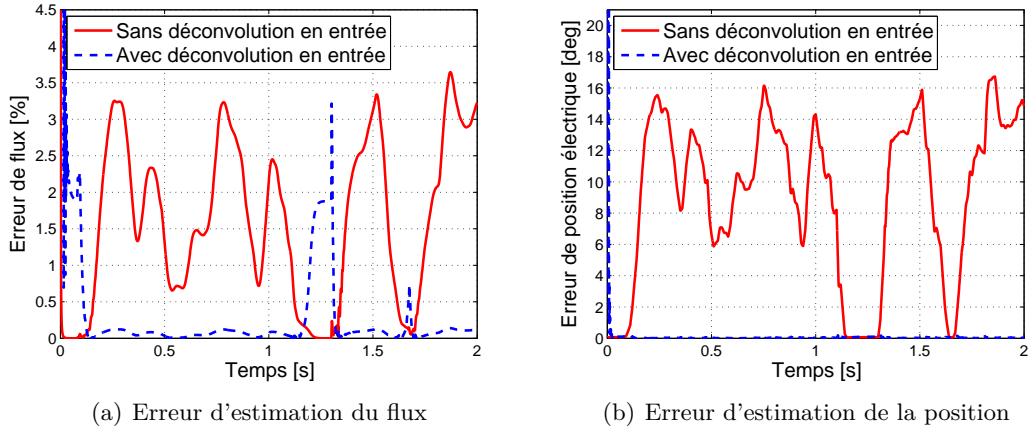 Sans déconvolution en entrée
Avec déconvolution en entrée
Erreur de flux [%]
4.5
4
3.5
3
2.5
2
1.5
1
0.5
0
0 0.5 1 1.5 2
Temps [s]
(a) Erreur d'estimation du flux
Sans déconvolution en entrée
Avec déconvolution en entrée
Erreur de position électrique [deg]
20
18
16
14
12
10
8
6
4
2
0
0 0.5 1 1.5 2
Temps [s]
(b) Erreur d'estimation de la position